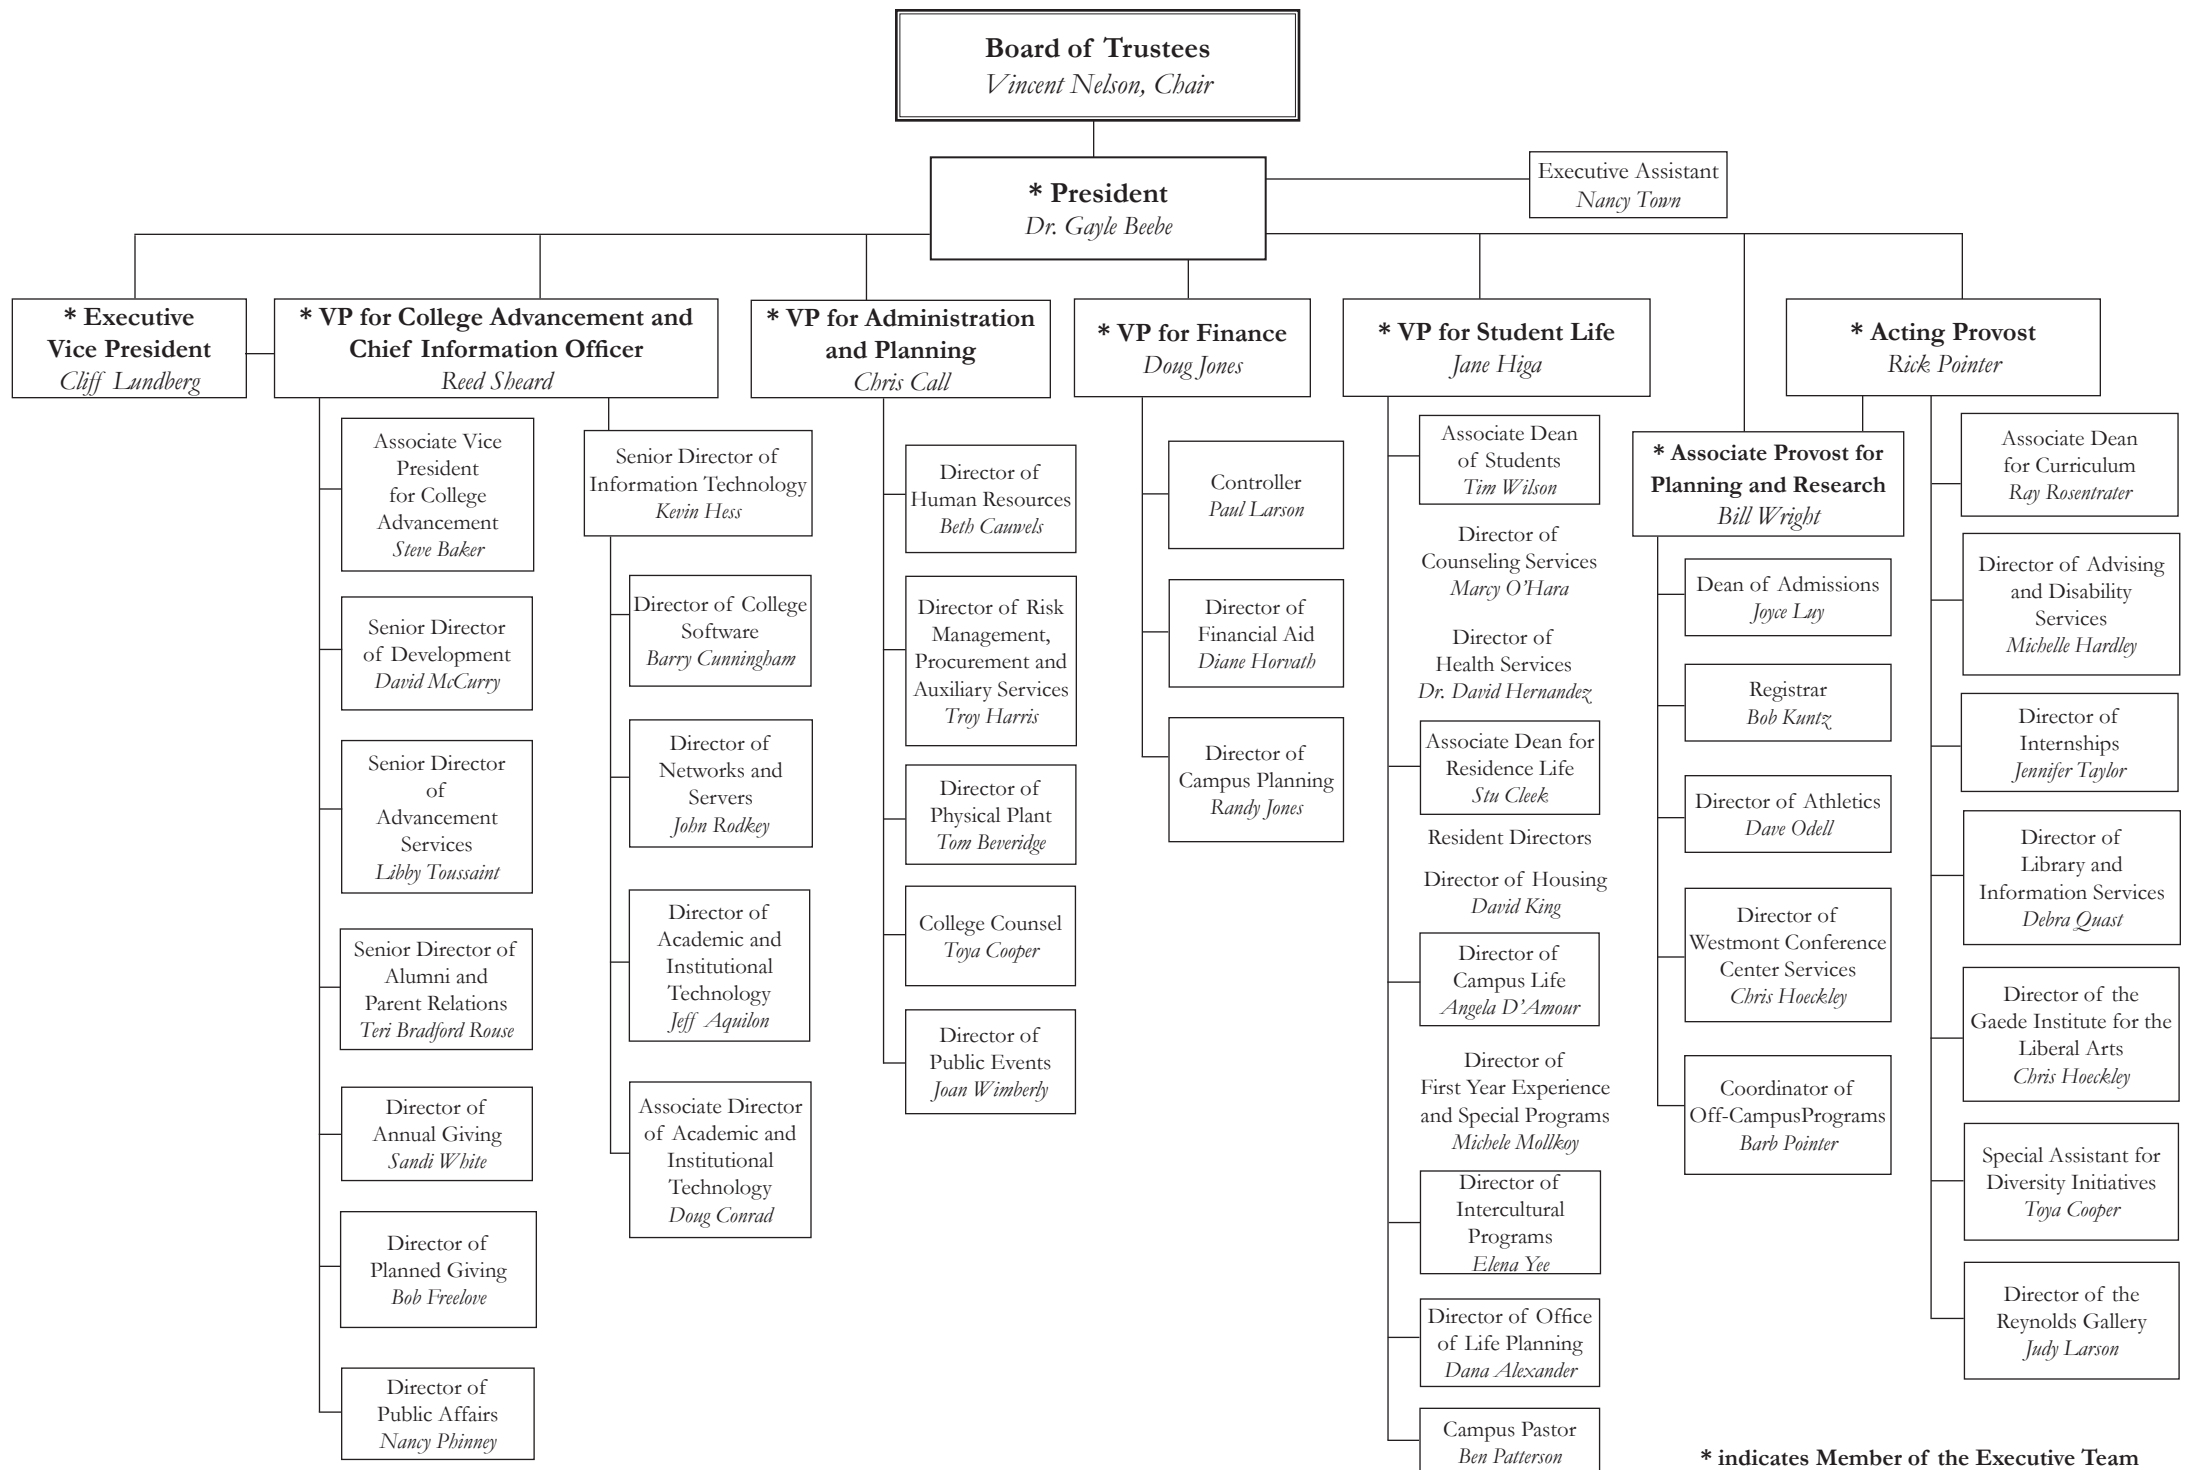 Board of Trustees
Vincent Nelson, Chair
* President
Dr. Gayle Beebe
Executive Assistant
Nancy Town
* Executive
Vice President
Cliff Lundberg
* VP for College Advancement and
Chief Information Officer
Reed Sheard
* VP for Administration
and Planning
Chris Call
* VP for Finance
Doug Jones
* VP for Student Life
Jane Higa
* Acting Provost
Rick Pointer
Associate Vice
President
for College
Advancement
Steve Baker
Senior Director
of Development
David McCurry
Senior Director
of
Advancement
Services
Libby Toussaint
Senior Director of
Alumni and
Parent Relations
Teri Bradford Rouse
Director of
Annual Giving
Sandi White
Director of
Planned Giving
Bob Freelove
Director of
Public Affairs
Nancy Phinney
Senior Director of
Information Technology
Kevin Hess
Director of College
Software
Barry Cunningham
Director of
Networks and
Servers
John Rodkey
Director of
Academic and
Institutional
Technology
Jeff Aquilon
Associate Director
of Academic and
Institutional
Technology
Doug Conrad
Director of
Human Resources
Beth Cauwels
Director of Risk
Management,
Procurement and
Auxiliary Services
Troy Harris
Director of
Physical Plant
Tom Beveridge
College Counsel
Toya Cooper
Director of
Public Events
Joan Wimberly
Controller
Paul Larson
Director of
Financial Aid
Diane Horvath
Director of
Campus Planning
Randy Jones
Associate Dean
of Students
Tim Wilson
Director of
Counseling Services
Marcy O'Hara
Director of
Health Services
Dr. David Hernandez
Associate Dean for
Residence Life
Stu Cleek
Resident Directors
Director of Housing
David King
Director of
Campus Life
Angela D'Amour
Director of
First Year Experience
and Special Programs
Michele Mollkoy
Director of
Intercultural
Programs
Elena Yee
Director of Office
of Life Planning
Dana Alexander
Campus Pastor
Ben Patterson
* Associate Provost for
Planning and Research
Bill Wright
Dean of Admissions
Joyce Luy
Registrar
Bob Kuntz
Director of Athletics
Dave Odell
Director of
Westmont Conference
Center Services
Chris Hoeckley
Coordinator of
Off-CampusPrograms
Barb Pointer
Associate Dean
for Curriculum
Ray Rosentrater
Director of Advising
and Disability
Services
Michelle Hardley
Director of
Internships
Jennifer Taylor
Director of
Library and
Information Services
Debra Quast
Director of the
Gaede Institute for the
Liberal Arts
Chris Hoeckley
Special Assistant for
Diversity Initiatives
Toya Cooper
Director of the
Reynolds Gallery
Judy Larson
* indicates Member of the Executive Team